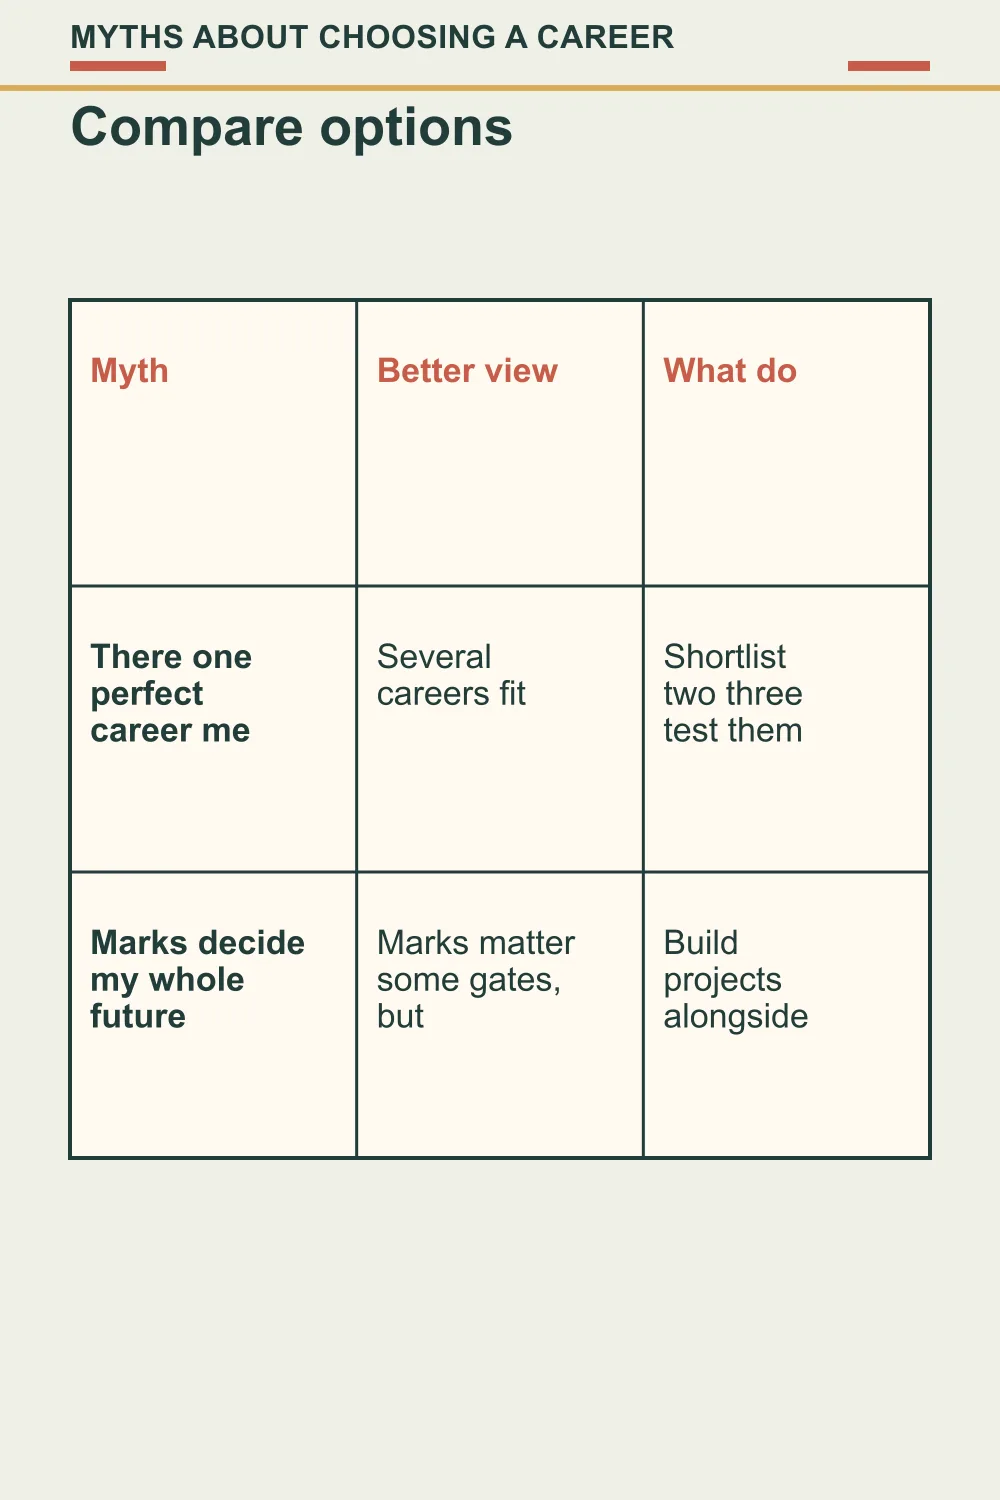 MYTHS ABOUT CHOOSING A CAREER
Compare options
Myth
Better view
What do
There one
perfect
career me
Several
careers fit
Shortlist
two three
test them
Marks decide
my whole
future
Marks matter
some gates,
but
Build
projects
alongside